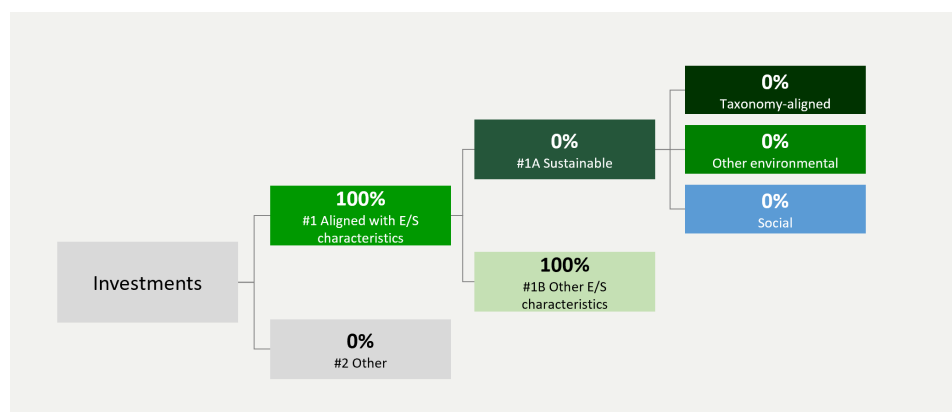 Investments
100%
#1 Aligned with E/S
characteristics
0%
#2 Other
0%
#1A Sustainable
100%
#1B Other E/S
characteristics
0%
Taxonomy-aligned
0%
Other environmental
0%
Social